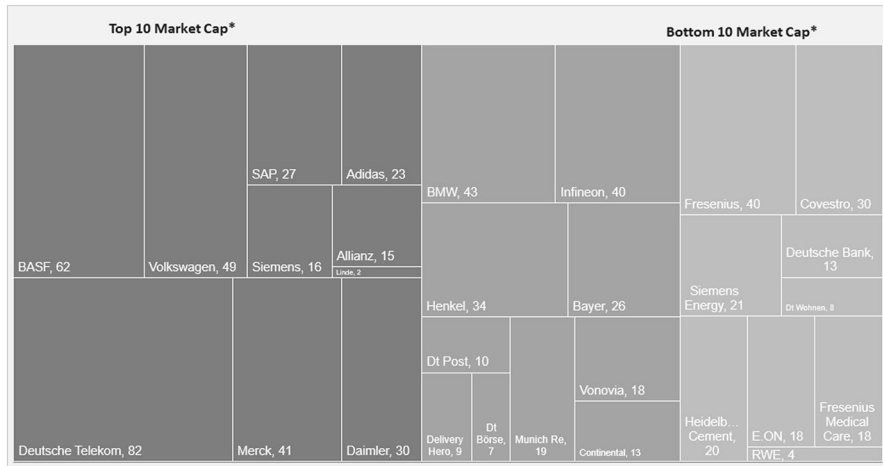 Top 10 Market Cap*
Bottom 10 Market Cap*
BASF, 62
Volkswagen, 49
SAP, 27
Adidas, 23
Siemens, 16
Allianz, 15
Linde, 2
Deutsche Telekom, 82
Merck, 41
Daimler, 30
BMW, 43
Infineon, 40
Henkel, 34
Bayer, 26
Dt Post, 10
Delivery
Hero, 9
Dt
Börse,
7
Munich Re,
19
Vonovia, 18
Continental, 13
Fresenius, 40
Covestro, 30
Siemens
Energy, 21
Deutsche Bank,
13
Dt Wohnen, 8
Heidelb...
Cement,
20
E.ON, 18
Fresenius
Medical
Care, 18
RWE, 4